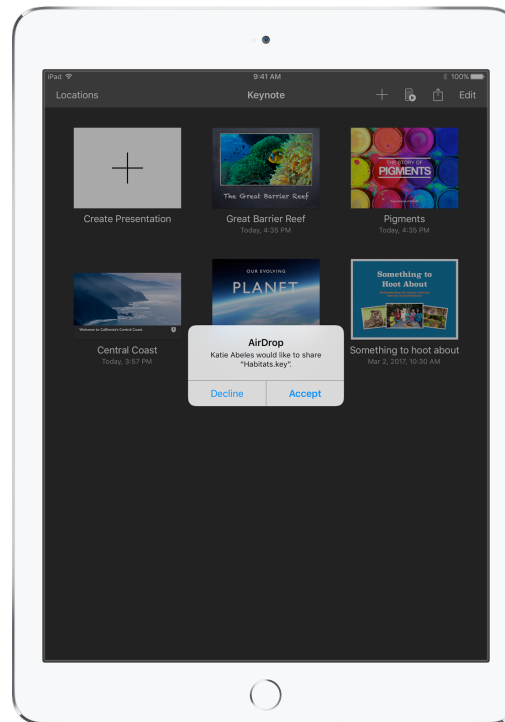 iPad 9:41 AM 100%
Locations Keynote Edit
The Great Barrier Reef
THE STORY OF
PIGMENTS
Create Presentation
Great Barrier Reef
Today, 4:35 PM
Pigments
Today, 4:35 PM
Welcome to California's Central Coast.
OUR EVOLVING
PLANET
Something to
Hoot About
Central Coast
Today, 3:57 PM
Something to hoot about
Mar 2, 2017, 10:30 AM
AirDrop
Katie Abeles would like to share
"Habitats.key".
Decline Accept